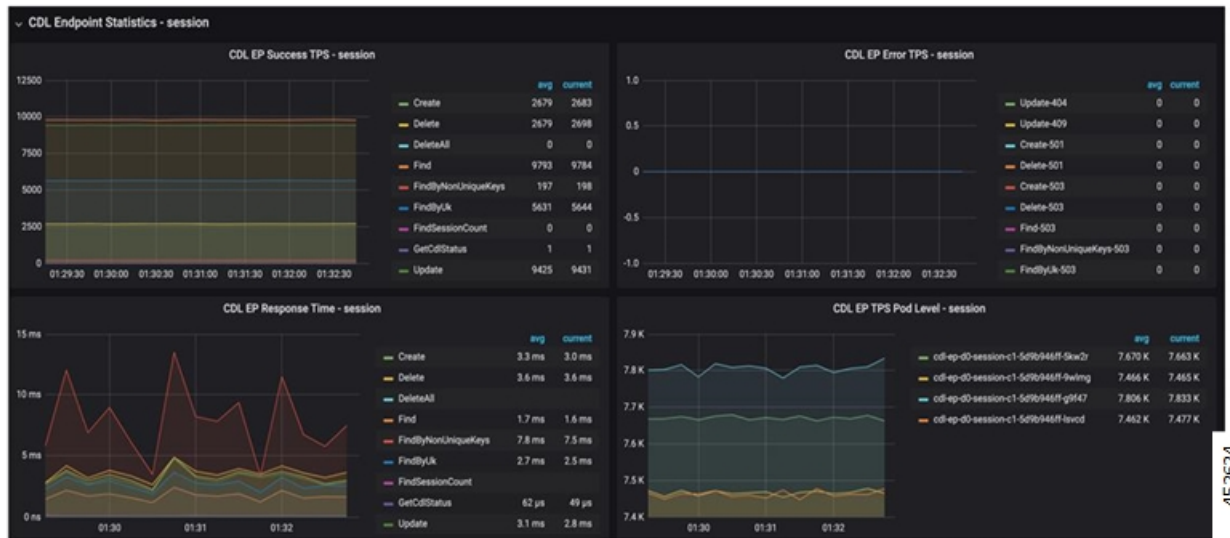 CDL Endpoint Statistics - session
CDL EP Success TPS - session
12500
10000
7500
5000
2500
0
01:29:30 01:30:00 01:30:30 01:31:00 01:31:30 01:32:00 01:32:30
avg current
Create 2679 2683
Delete 2679 2698
DeleteAll 0 0
Find 9793 9784
FindByNonUniqueKeys 197 198
FindByUk 5631 5644
FindSessionCount 0 0
GetCdlStatus 1 1
Update 9425 9431
CDL EP Error TPS - session
1.0
0.5
0
-0.5
-1.0
01:29:30 01:30:00 01:30:30 01:31:00 01:31:30 01:32:00 01:32:30
avg current
Update-404 0 0
Update-409 0 0
Create-501 0 0
Delete-501 0 0
Create-503 0 0
Delete-503 0 0
Find-503 0 0
FindByNonUniqueKeys-503 0 0
FindByUk-503 0 0
CDL EP Response Time - session
15 ms
10 ms
5 ms
0 ns
01:30 01:31 01:32
avg current
Create 3.3 ms 3.0 ms
Delete 3.6 ms 3.6 ms
DeleteAll
Find 1.7 ms 1.6 ms
FindByNonUniqueKeys 7.8 ms 7.5 ms
FindByUk 2.7 ms 2.5 ms
FindSessionCount
GetCdlStatus 62 µs 49 µs
Update 3.1 ms 2.8 ms
CDL EP TPS Pod Level - session
7.9 K
7.8 K
7.7 K
7.6 K
7.5 K
7.4 K
01:30 01:31 01:32
avg current
cdl-ep-d0-session-c1-5d9b946ff-5kw2r 7.670 K 7.663 K
cdl-ep-d0-session-c1-5d9b946ff-9wlmg 7.466 K 7.465 K
cdl-ep-d0-session-c1-5d9b946ff-g9f47 7.806 K 7.833 K
cdl-ep-d0-session-c1-5d9b946ff-lsvcd 7.462 K 7.477 K